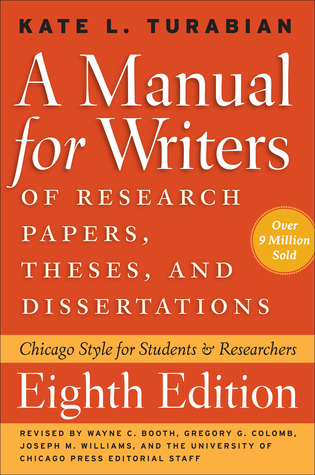 KATE L. TURABIAN
A Manual
for Writers
OF RESEARCH
PAPERS,
THESES, AND
DISSERTATIONS
Over
9 Million
Sold
Chicago Style for Students & Researchers
Eighth Edition
REVISED BY WAYNE C. BOOTH, GREGORY G. COLOMB,
JOSEPH M. WILLIAMS, AND THE UNIVERSITY OF
CHICAGO PRESS EDITORIAL STAFF